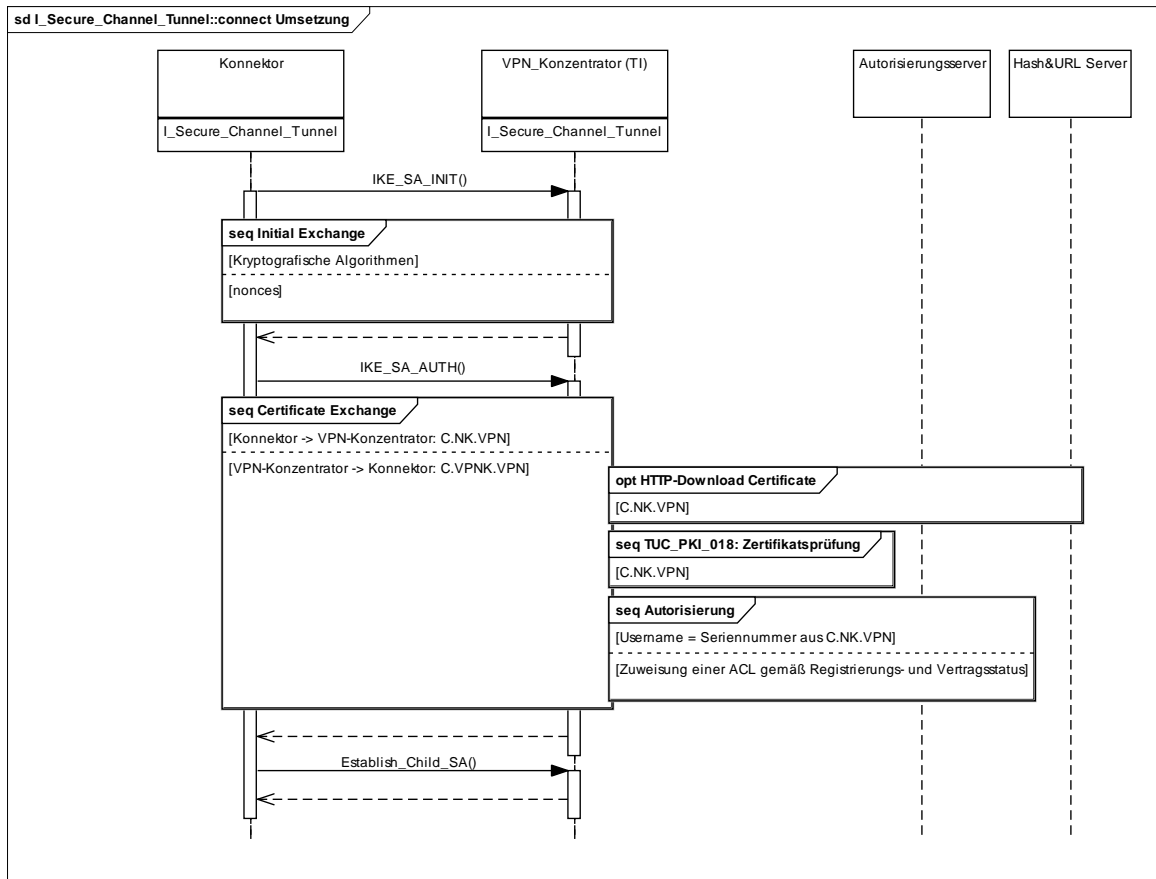 sd I_Secure_Channel_Tunnel::connect Umsetzung
Konnektor
VPN_Konzentrator (TI)
Autorisierungsserver
Hash&URL Server
I_Secure_Channel_Tunnel
I_Secure_Channel_Tunnel
IKE_SA_INIT()
seq Initial Exchange
[Kryptografische Algorithmen]
[nonces]
IKE_SA_AUTH()
seq Certificate Exchange
[Konnektor -> VPN-Konzentrator: C.NK.VPN]
[VPN-Konzentrator -> Konnektor: C.VPNK.VPN]
opt HTTP-Download Certificate
[C.NK.VPN]
seq TUC_PKI_018: Zertifikatsprüfung
[C.NK.VPN]
seq Autorisierung
[Username = Seriennummer aus C.NK.VPN]
[Zuweisung einer ACL gemäß Registrierungs- und Vertragsstatus]
Establish_Child_SA()